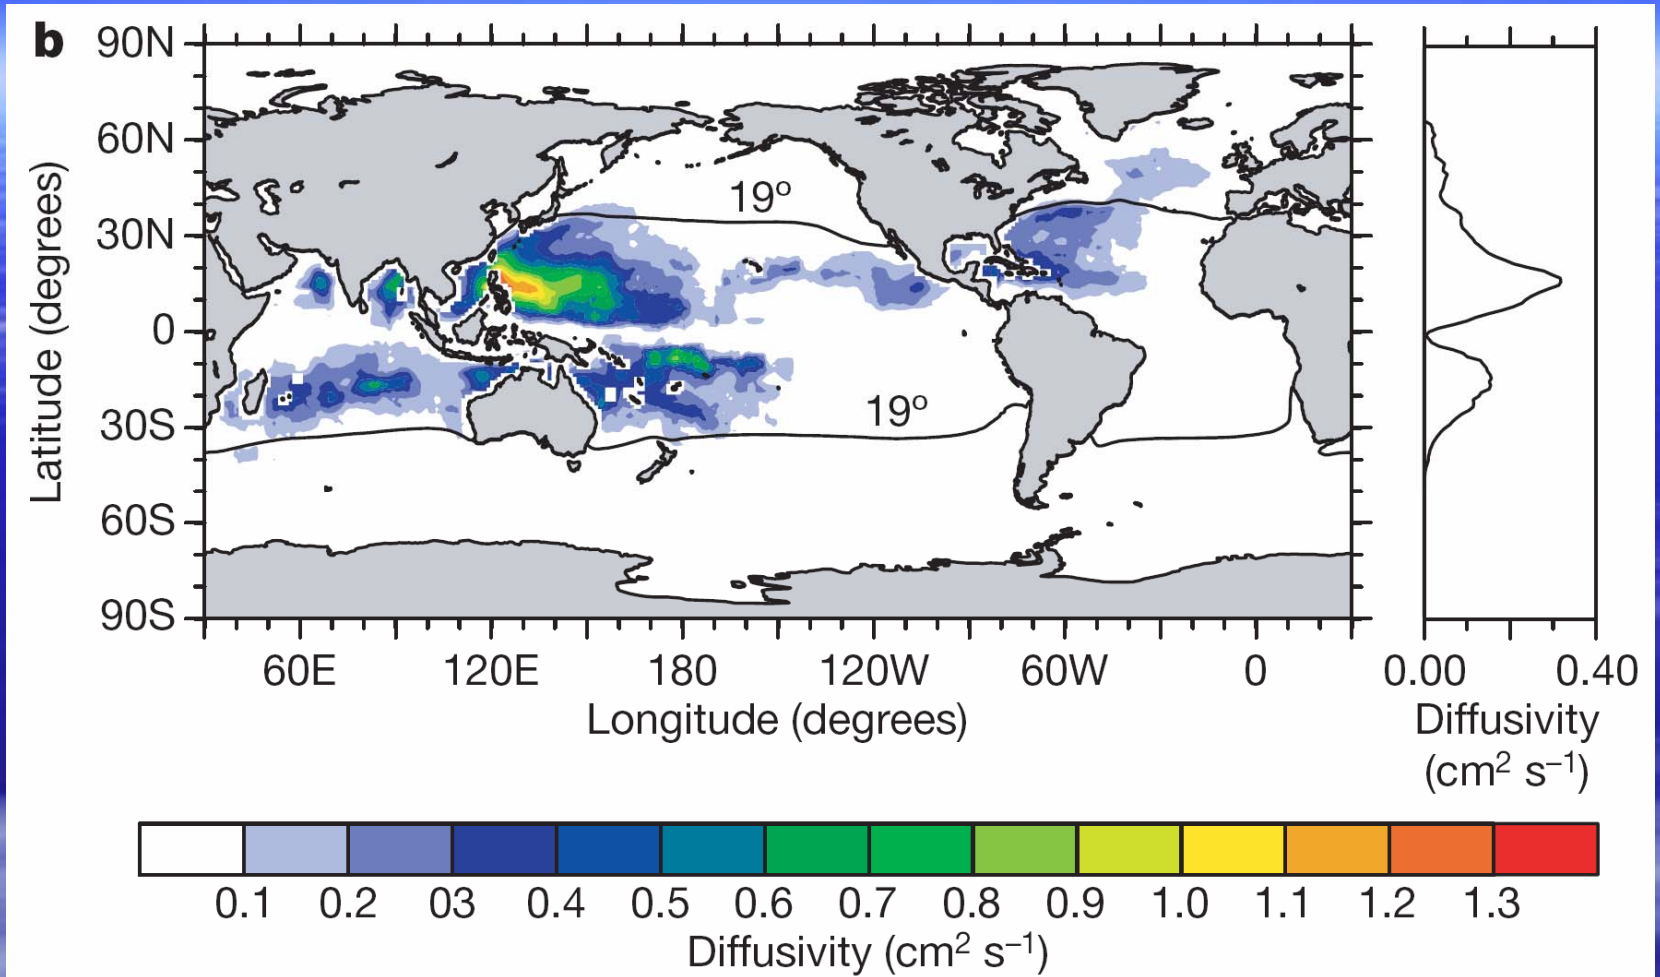 b
90N
60N
30N
0
30S
60S
90S
Latitude (degrees)
19º
19º
60E 120E 180 120W 60W 0
Longitude (degrees)
0.00 0.40
Diffusivity
(cm² s⁻¹)
0.1 0.2 03 0.4 0.5 0.6 0.7 0.8 0.9 1.0 1.1 1.2 1.3
Diffusivity (cm² s⁻¹)